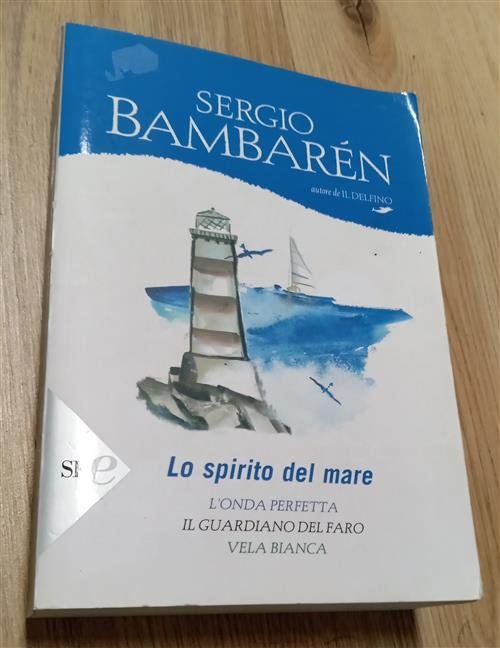 SERGIO
BAMBARÉN
autore de IL DELFINO
Lo spirito del mare
L'ONDA PERFETTA
IL GUARDIANO DEL FARO
VELA BIANCA